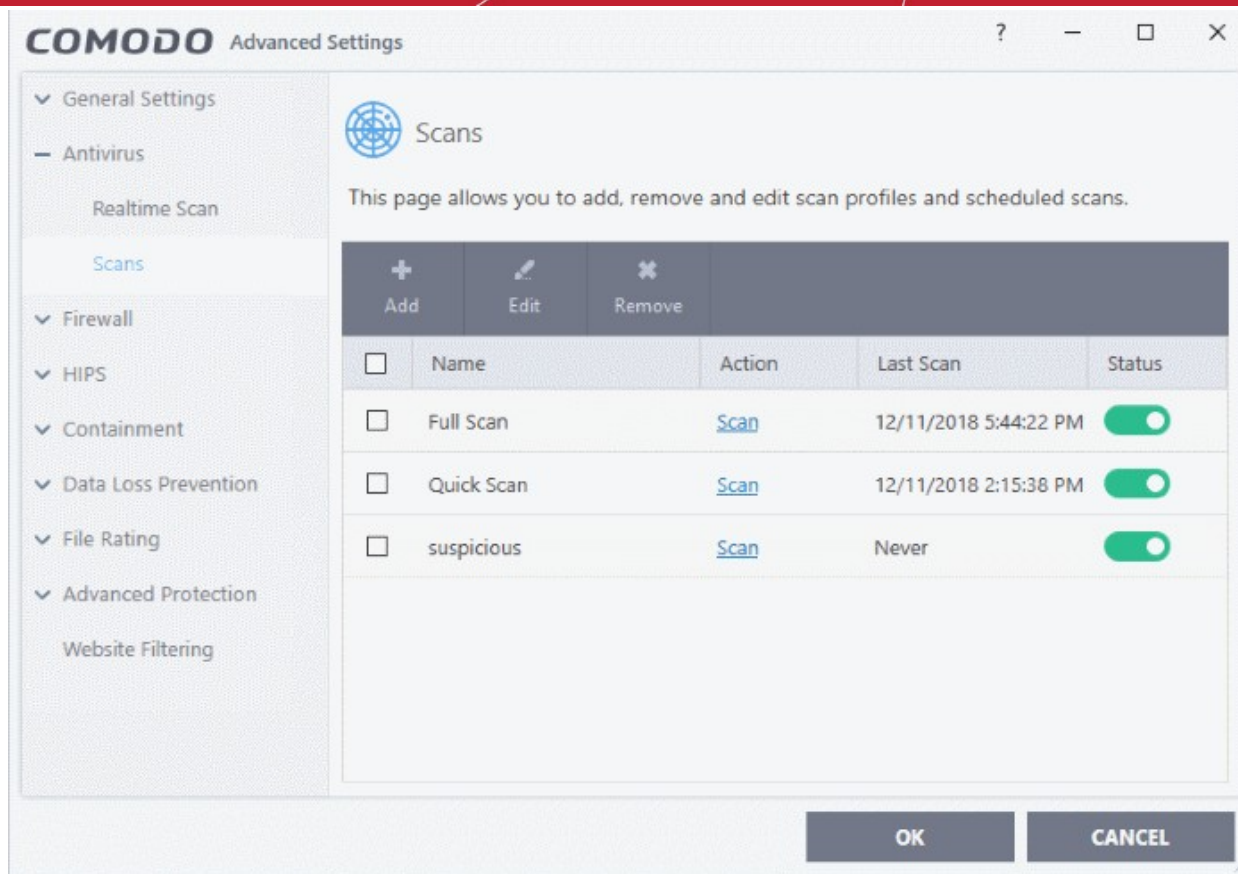 COMODO Advanced Settings ?
General Settings
Antivirus
Realtime Scan
Scans
Firewall
HIPS
Containment
Data Loss Prevention
File Rating
Advanced Protection
Website Filtering
Scans
This page allows you to add, remove and edit scan profiles and scheduled scans.
Add Edit Remove
Name Action Last Scan Status
Full Scan Scan 12/11/2018 5:44:22 PM
Quick Scan Scan 12/11/2018 2:15:38 PM
suspicious Scan Never
OK CANCEL